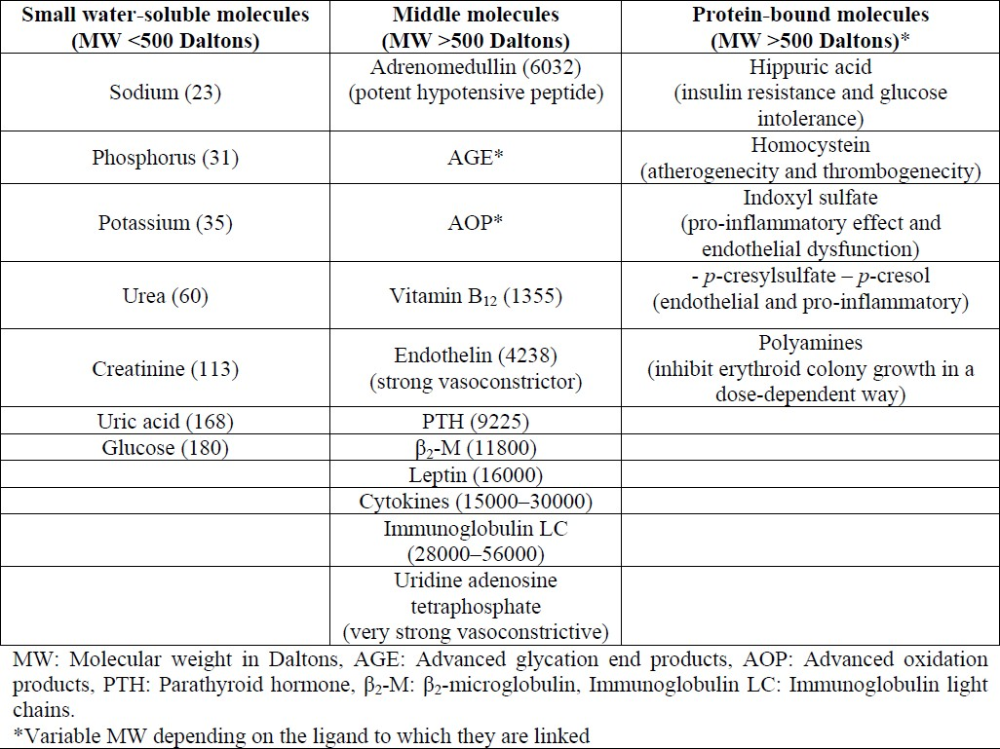 Small water-soluble molecules
(MW <500 Daltons)
Middle molecules
(MW >500 Daltons)
Protein-bound molecules
(MW >500 Daltons)*
Sodium (23)
Adrenomedullin (6032)
(potent hypotensive peptide)
Hippuric acid
(insulin resistance and glucose
intolerance)
Phosphorus (31)
AGE*
Homocystein
(atherogenecity and thrombogenecity)
Potassium (35)
AOP*
Indoxyl sulfate
(pro-inflammatory effect and
endothelial dysfunction)
Urea (60)
Vitamin B12 (1355)
- p-cresylsulfate – p-cresol
(endothelial and pro-inflammatory)
Creatinine (113)
Endothelin (4238)
(strong vasoconstrictor)
Polyamines
(inhibit erythroid colony growth in a
dose-dependent way)
Uric acid (168)
PTH (9225)
Glucose (180)
β2-M (11800)
Leptin (16000)
Cytokines (15000–30000)
Immunoglobulin LC
(28000–56000)
Uridine adenosine
tetraphosphate
(very strong vasoconstrictive)
MW: Molecular weight in Daltons, AGE: Advanced glycation end products, AOP: Advanced oxidation
products, PTH: Parathyroid hormone, β2-M: β2-microglobulin, Immunoglobulin LC: Immunoglobulin light
chains.
*Variable MW depending on the ligand to which they are linked